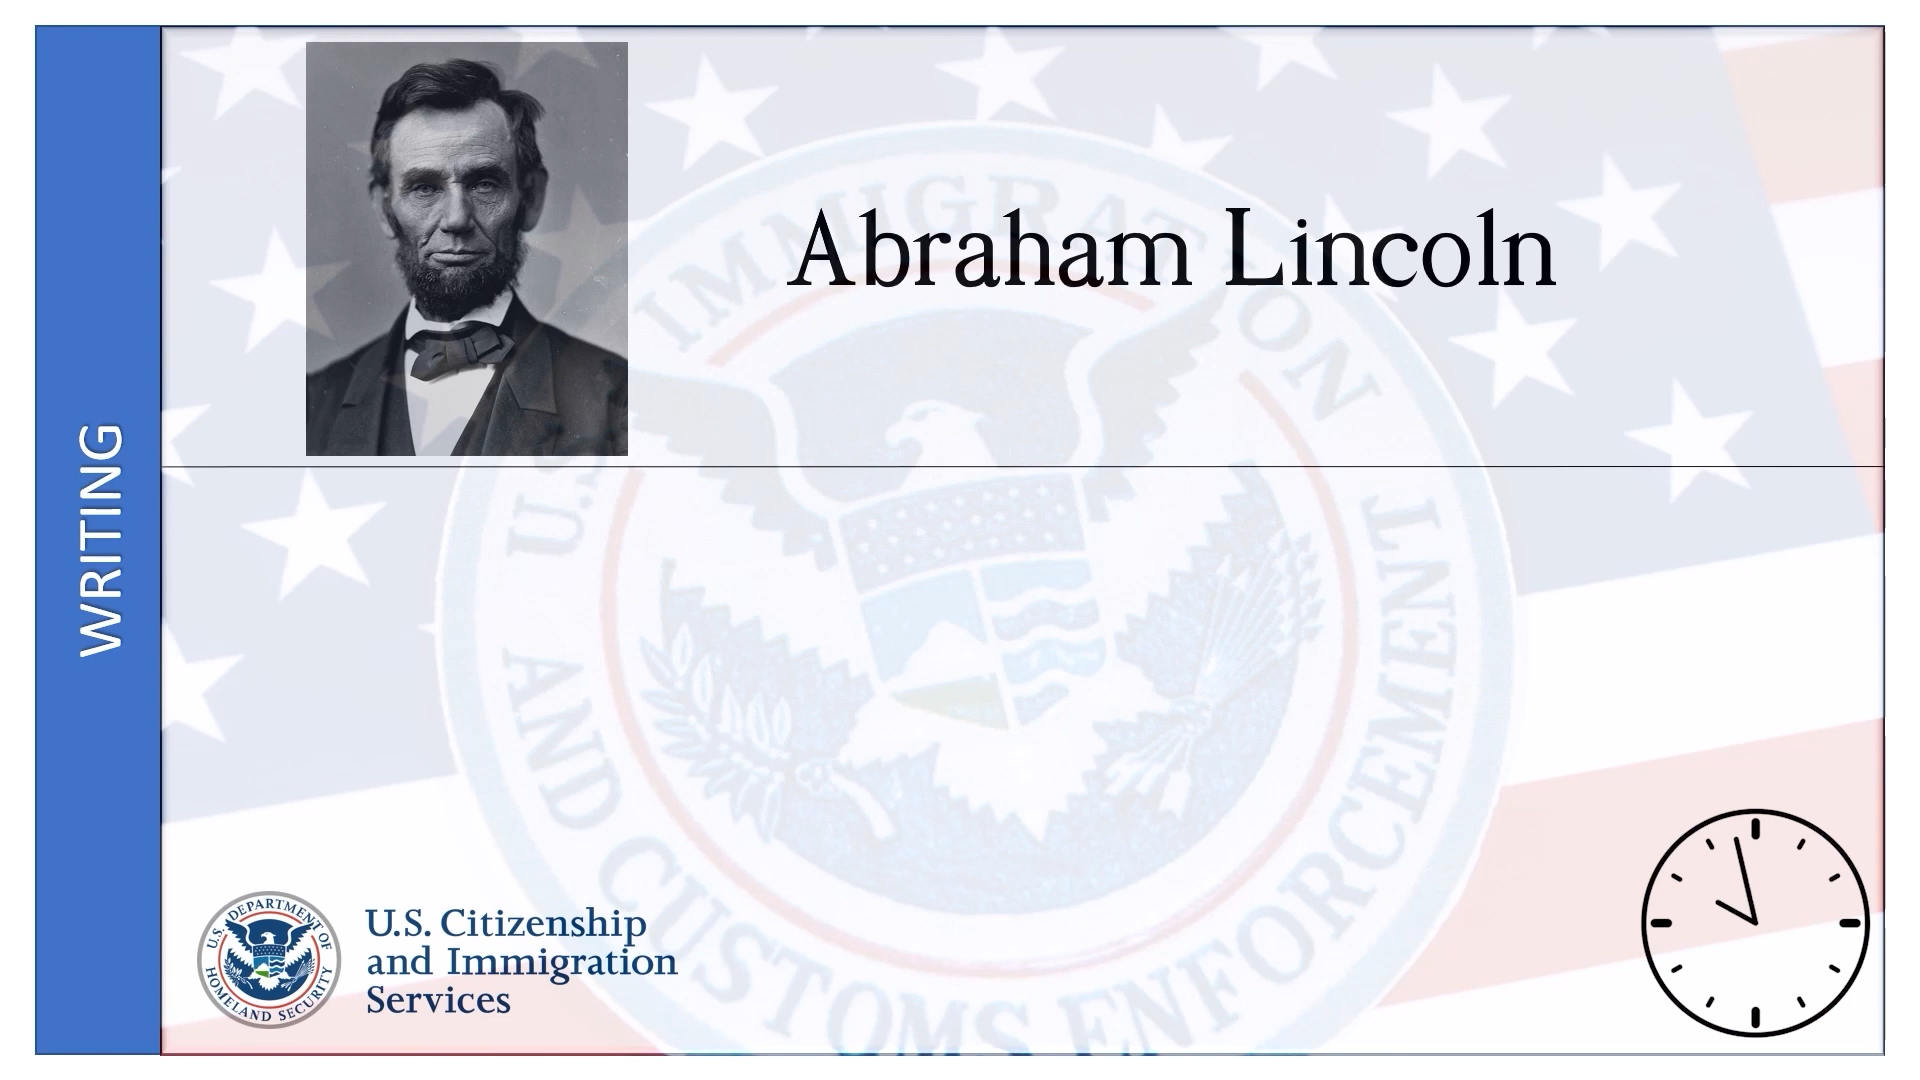 WRITING
Abraham Lincoln
U.S. IMMIGRATION
AND CUSTOMS ENFORCEMENT
U.S. DEPARTMENT OF
HOMELAND SECURITY
U.S. Citizenship
and Immigration
Services